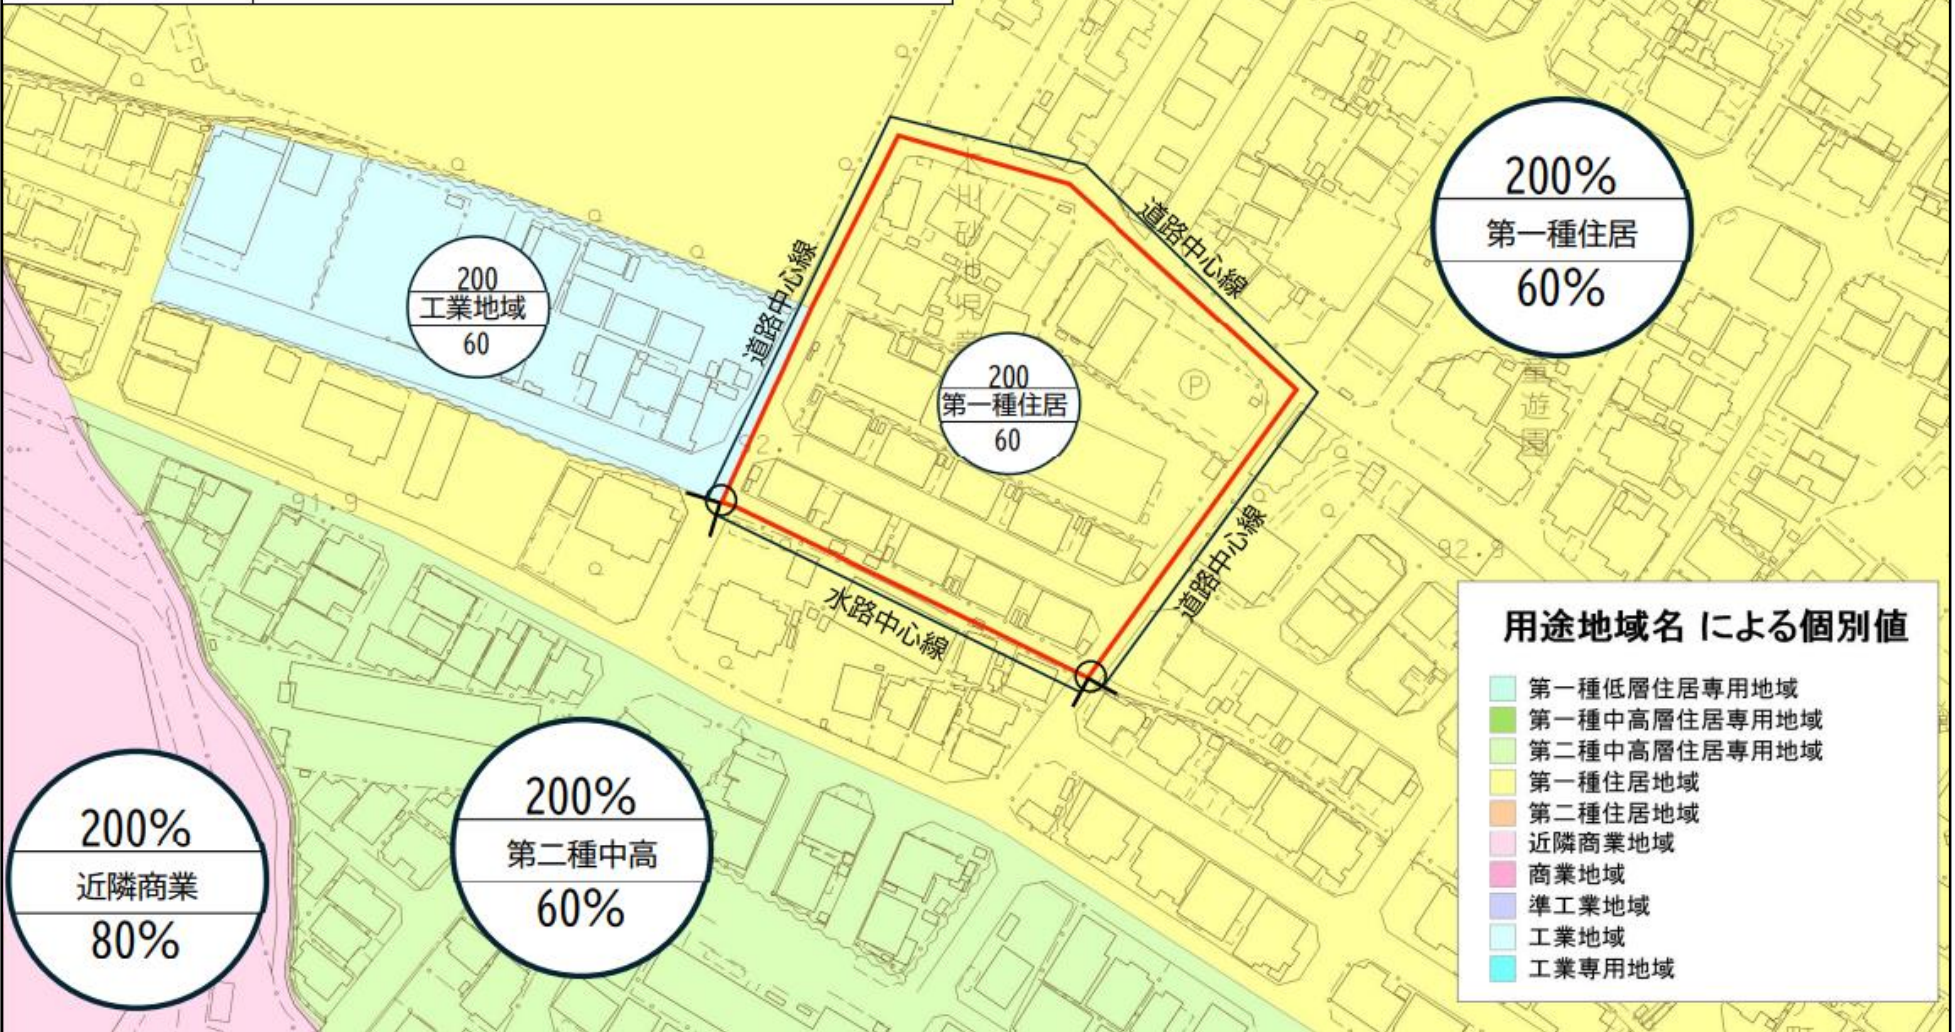 200%
第一種住居
60%
道路中心線
道路中心線
200
工業地域
60
200
第一種住居
60
P
童
遊
園
92.9
91.9
道路中心線
水路中心線
用途地域名 による個別値
第一種低層住居専用地域
第一種中高層住居専用地域
第二種中高層住居専用地域
第一種住居地域
第二種住居地域
近隣商業地域
商業地域
準工業地域
工業地域
工業専用地域
200%
第二種中高
60%
200%
近隣商業
80%